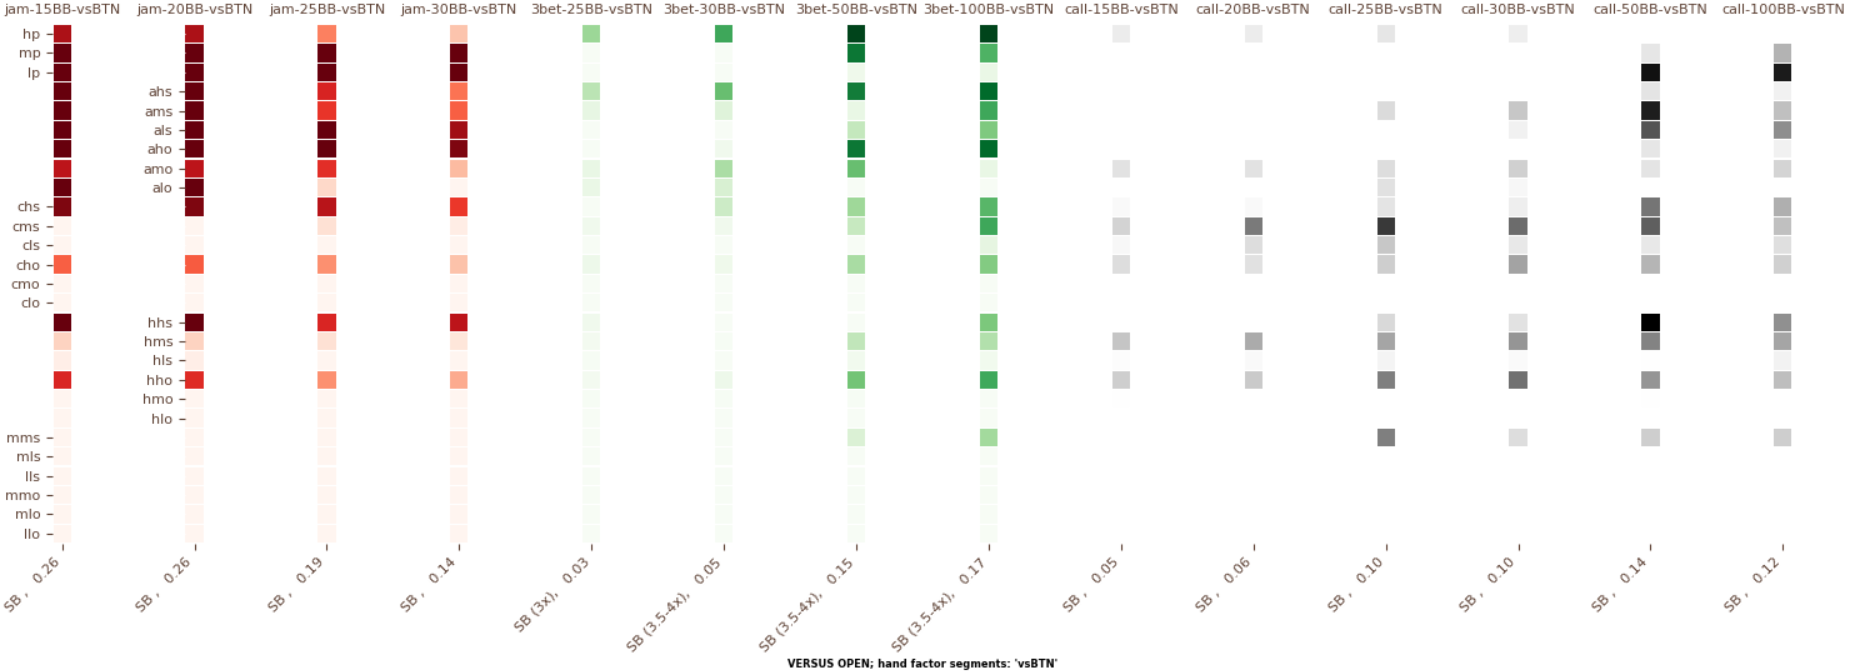 jam-15BB-vsBTN jam-20BB-vsBTN jam-25BB-vsBTN jam-30BB-vsBTN 3bet-25BB-vsBTN 3bet-30BB-vsBTN 3bet-50BB-vsBTN 3bet-100BB-vsBTN call-15BB-vsBTN call-20BB-vsBTN call-25BB-vsBTN call-30BB-vsBTN call-50BB-vsBTN call-100BB-vsBTN
hp
mp
lp
ahs
ams
als
aho
amo
alo
chs
cms
cls
cho
cmo
clo
hhs
hms
hls
hho
hmo
hlo
mms
mls
lls
mmo
mlo
llo
SB , 0.26
SB , 0.26
SB , 0.19
SB , 0.14
SB (3x), 0.03
SB (3.5-4x), 0.05
SB (3.5-4x), 0.15
SB (3.5-4x), 0.17
SB , 0.05
SB , 0.06
SB , 0.10
SB , 0.10
SB , 0.14
SB , 0.12
VERSUS OPEN; hand factor segments: 'vsBTN'